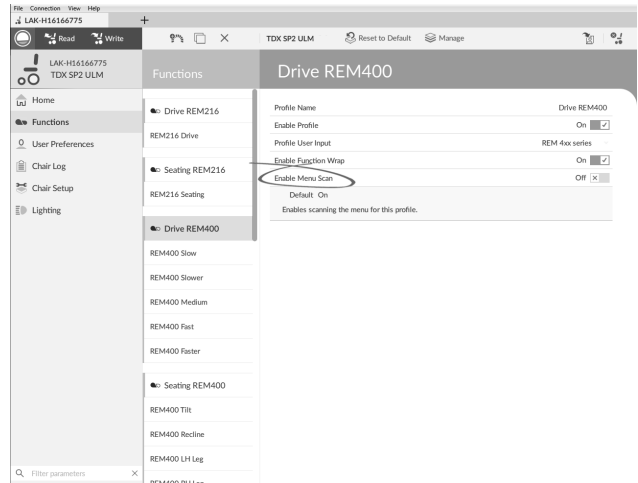 File Connection View Help
LAK-H16166775 +
Read Write TDX SP2 ULM Reset to Default Manage
LAK-H16166775
TDX SP2 ULM
Functions
Drive REM400
Home
Functions
User Preferences
Chair Log
Chair Setup
Lighting
Drive REM216
REM216 Drive
Seating REM216
REM216 Seating
Drive REM400
REM400 Slow
REM400 Slower
REM400 Medium
REM400 Fast
REM400 Faster
Seating REM400
REM400 Tilt
REM400 Recline
REM400 LH Leg
Profile Name Drive REM400
Enable Profile On
Profile User Input REM 4xx series
Enable Function Wrap On
Enable Menu Scan Off
Default On
Enables scanning the menu for this profile.
Filter parameters